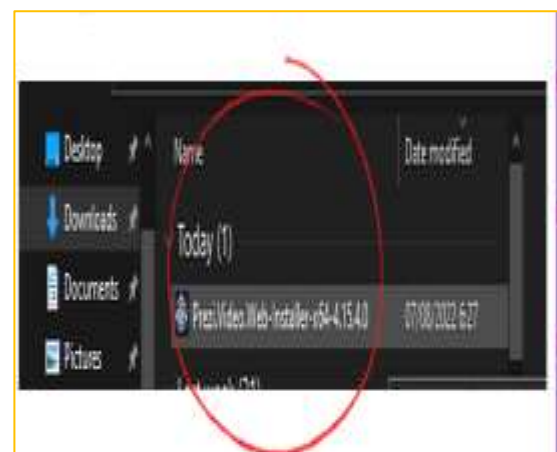 Desktop
Name
Date modified
Downloads
Today (1)
Documents
Prezi.Video.Web-Installer-x64-4.15.4.0
07/08/2022 6:27
Pictures